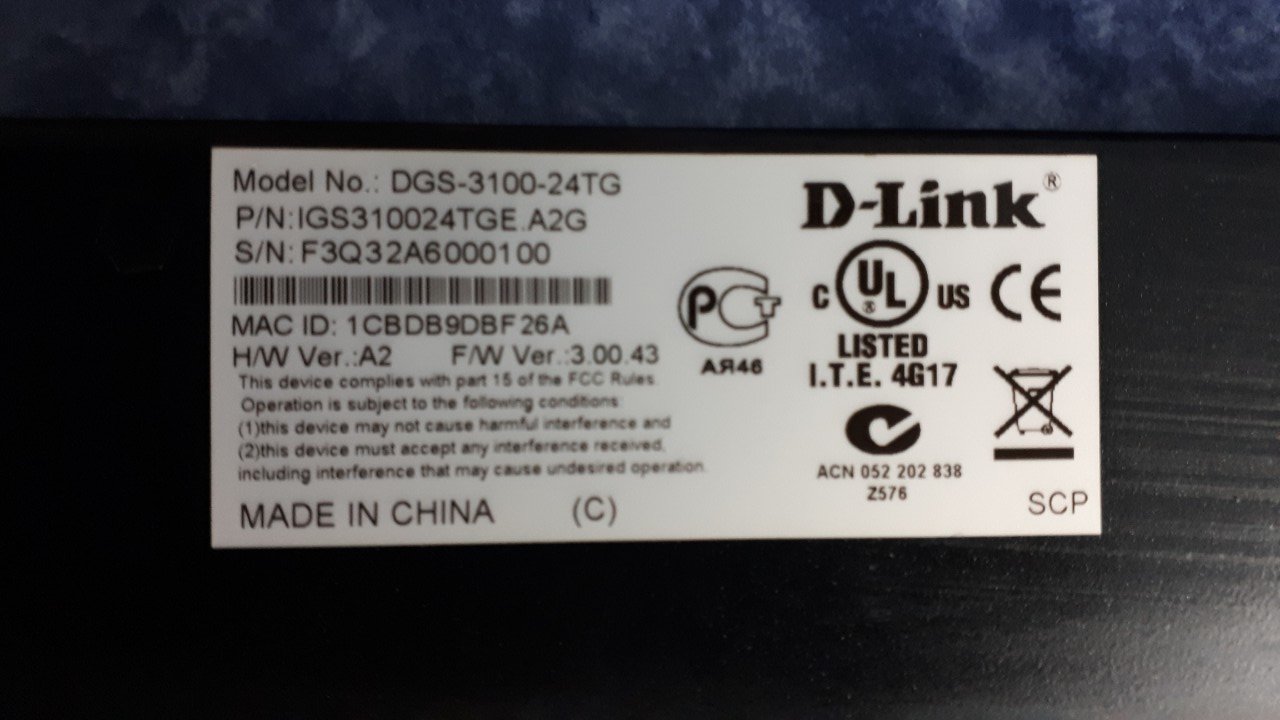 Model No.: DGS-3100-24TG
P/N:IGS310024TGE.A2G
S/N: F3Q32A6000100
MAC ID: 1CBDB9DBF26A
H/W Ver.:A2 F/W Ver.:3.00.43
This device complies with part 15 of the FCC Rules.
Operation is subject to the following conditions:
(1)this device may not cause harmful interference and
(2)this device must accept any interference received,
including interference that may cause undesired operation.
MADE IN CHINA (C)
РСТ
АЯ46
D-Link®
C UL® US CE
LISTED
I.T.E. 4G17
ACN 052 202 838
Z576
SCP